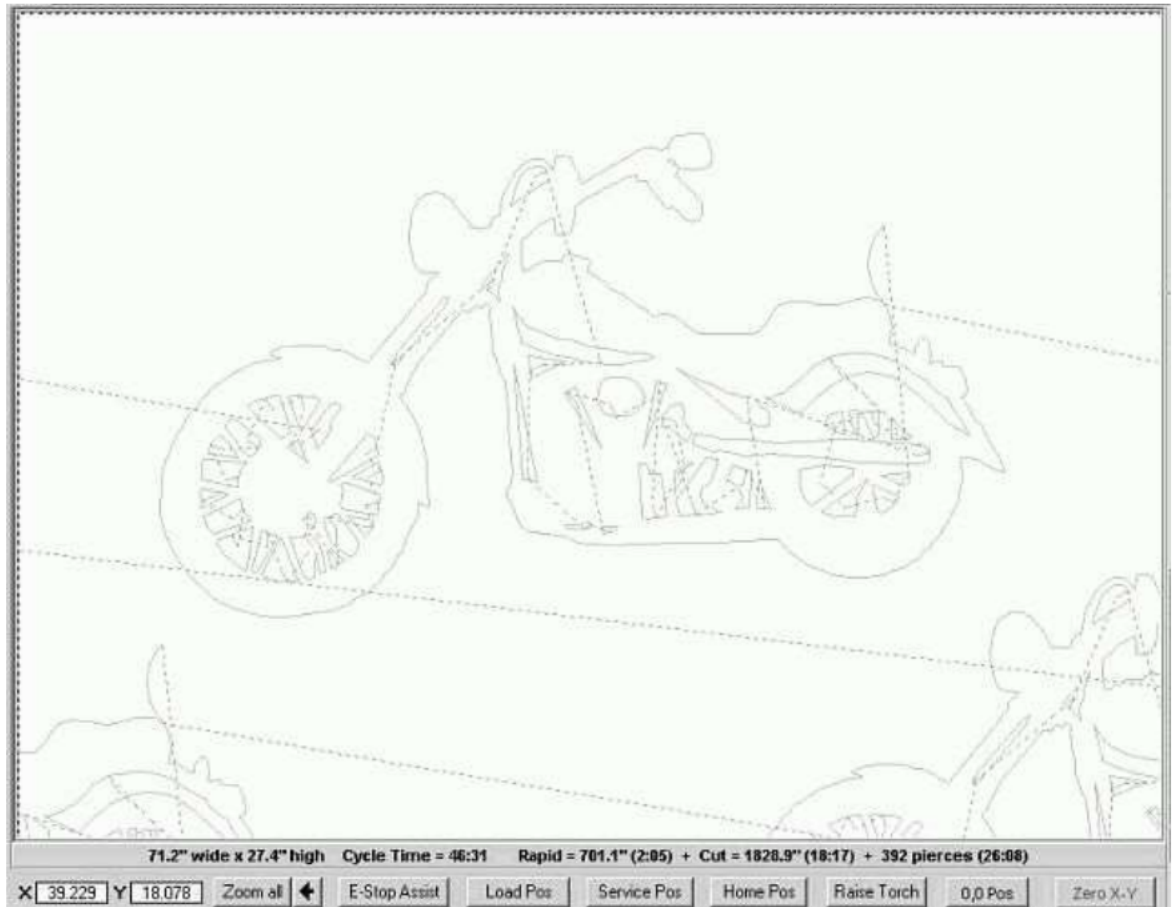 71.2" wide x 27.4" high Cycle Time = 46:31 Rapid = 701.1" (2:05) + Cut = 1828.9" (18:17) + 392 pierces (26:08)
X 39.229 Y 18.078 Zoom all E-Stop Assist Load Pos Service Pos Home Pos Raise Torch 0,0 Pos Zero X-Y